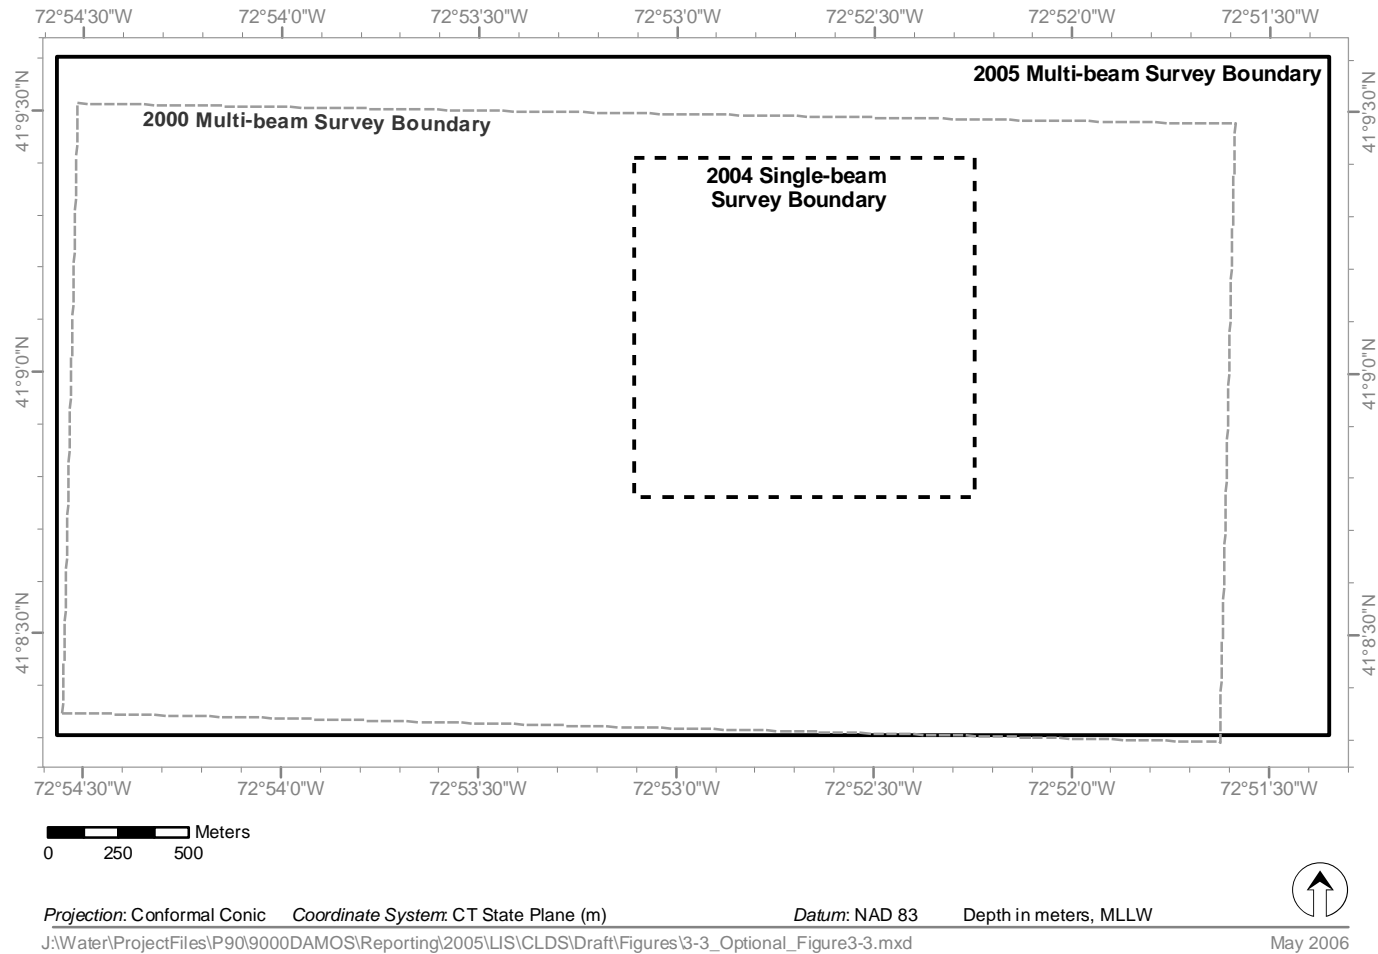 72°54'30"W 72°54'0"W 72°53'30"W 72°53'0"W 72°52'30"W 72°52'0"W 72°51'30"W
2005 Multi-beam Survey Boundary
41°9'30"N
41°9'30"N
2000 Multi-beam Survey Boundary
2004 Single-beam
Survey Boundary
41°9'0"N
41°9'0"N
41°8'30"N
41°8'30"N
72°54'30"W 72°54'0"W 72°53'30"W 72°53'0"W 72°52'30"W 72°52'0"W 72°51'30"W
Meters
0 250 500
Projection: Conformal Conic Coordinate System: CT State Plane (m) Datum: NAD 83 Depth in meters, MLLW
J:\Water\ProjectFiles\P90\9000DAMOS\Reporting\2005\LIS\CLDS\Draft\Figures\3-3_Optional_Figure3-3.mxd May 2006